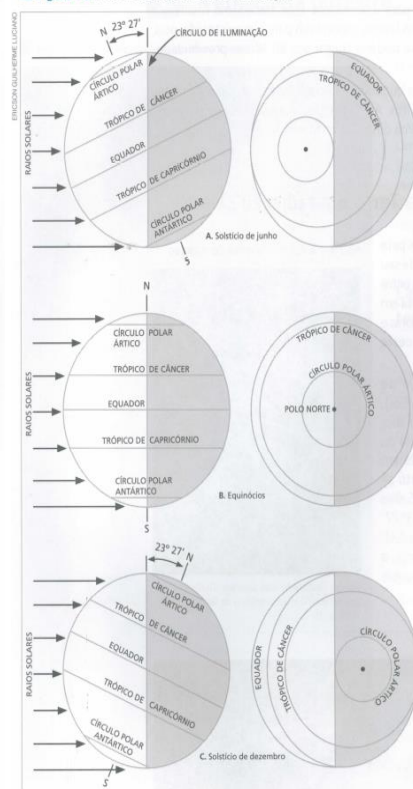 ERICSON GUILHERME LUCIANO
N 23° 27'
CÍRCULO DE ILUMINAÇÃO
RAIOS SOLARES
CÍRCULO POLAR
ÁRTICO
TRÓPICO DE CÂNCER
EQUADOR
TRÓPICO DE CAPRICÓRNIO
CÍRCULO POLAR
ANTÁRTICO
S
EQUADOR
TRÓPICO DE CÂNCER
A. Solstício de junho
N
RAIOS SOLARES
CÍRCULO POLAR
ÁRTICO
TRÓPICO DE CÂNCER
EQUADOR
TRÓPICO DE CAPRICÓRNIO
CÍRCULO POLAR
ANTÁRTICO
S
TRÓPICO DE CÂNCER
CÍRCULO POLAR ÁRTICO
POLO NORTE
B. Equinócios
23° 27' N
RAIOS SOLARES
CÍRCULO POLAR
ÁRTICO
TRÓPICO DE CÂNCER
EQUADOR
TRÓPICO DE CAPRICÓRNIO
CÍRCULO POLAR
ANTÁRTICO
S
EQUADOR
TRÓPICO DE CÂNCER
CÍRCULO POLAR ÁRTICO
C. Solstício de dezembro